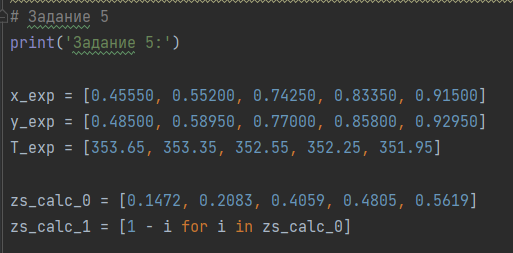 # Задание 5
print('Задание 5:')
x_exp = [0.45550, 0.55200, 0.74250, 0.83350, 0.91500]
y_exp = [0.48500, 0.58950, 0.77000, 0.85800, 0.92950]
T_exp = [353.65, 353.35, 352.55, 352.25, 351.95]
zs_calc_0 = [0.1472, 0.2083, 0.4059, 0.4805, 0.5619]
zs_calc_1 = [1 - i for i in zs_calc_0]